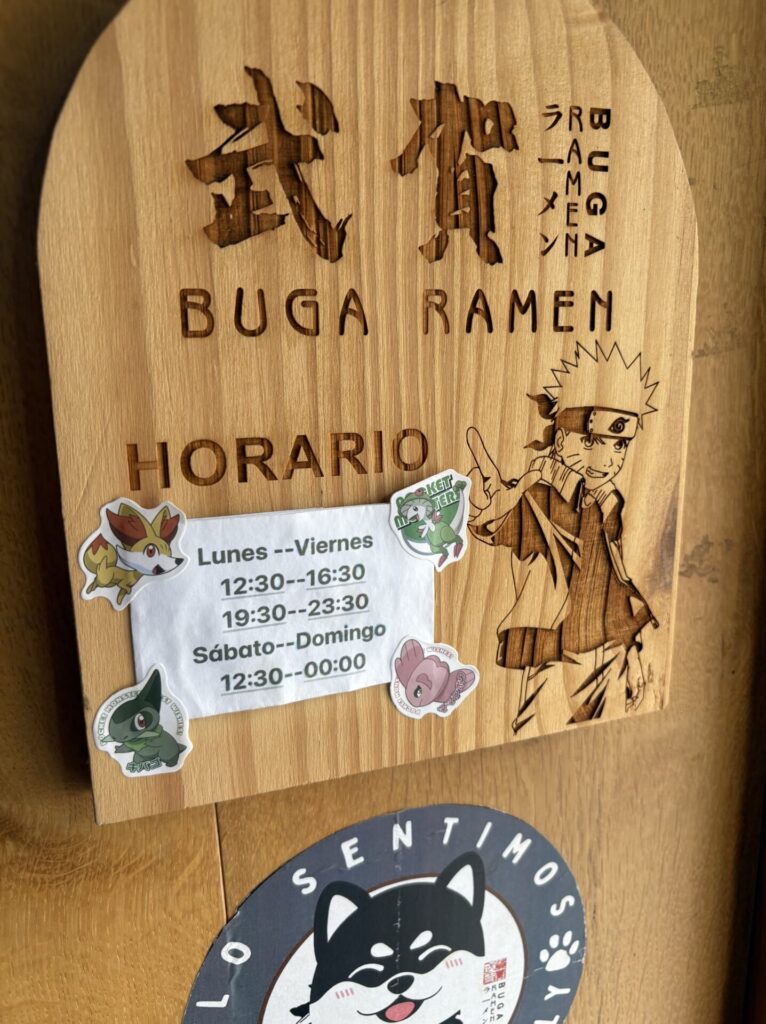 武賀
ラーメン
RAMEN
BUGA
BUGA RAMEN
HORARIO
Lunes --Viernes
12:30--16:30
19:30--23:30
Sábato--Domingo
12:30--00:00
LO SENTIMOS
BUGA